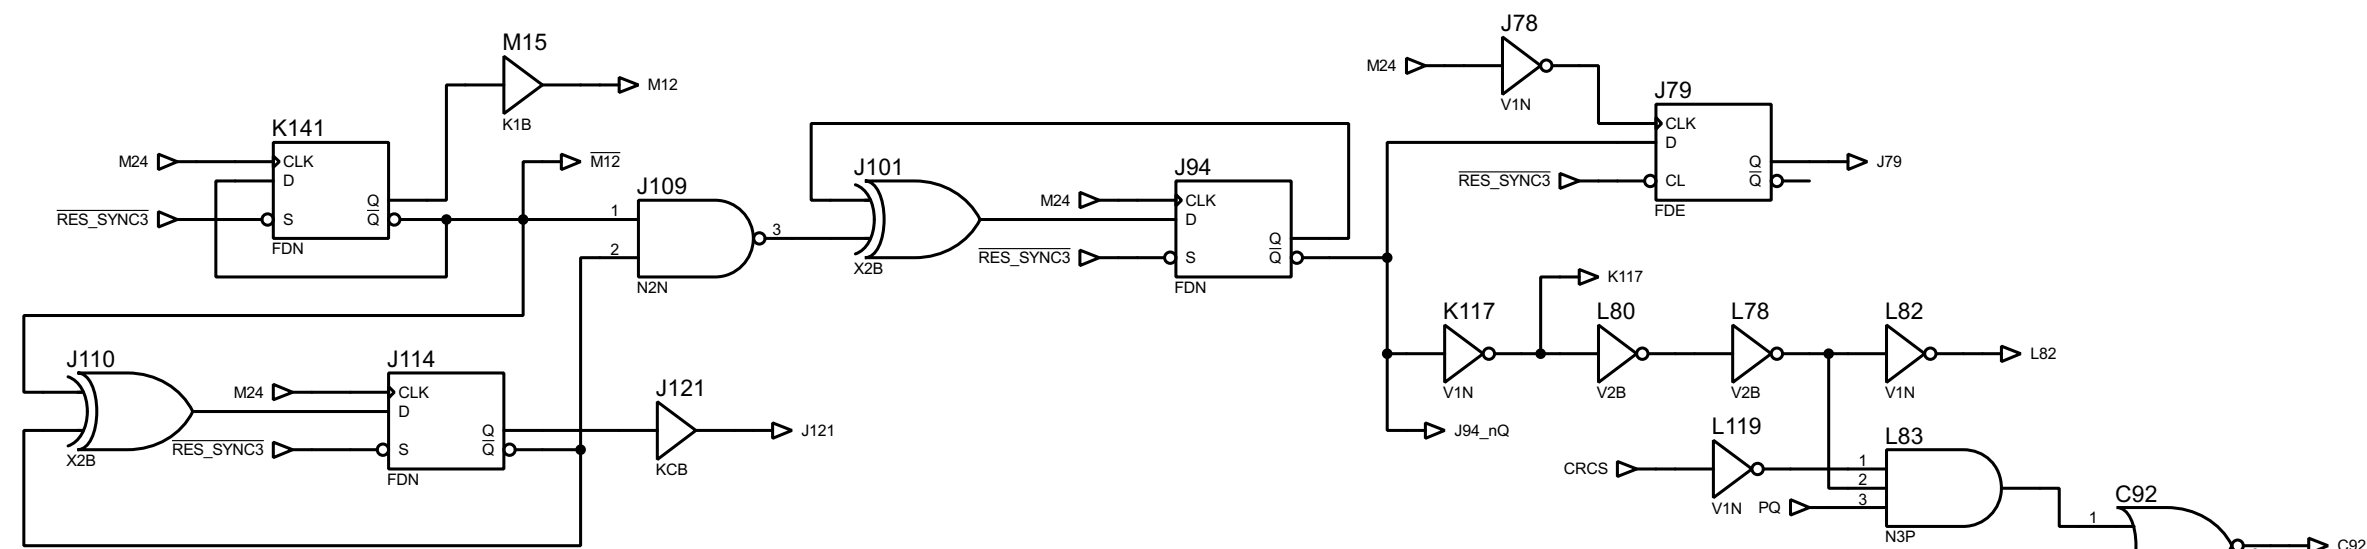 J78
M24
V1N
M15
M12
K1B
J79
CLK
D
Q
J79
RES_SYNC3
CL
Q
FDE
K141
M24
CLK
D
Q
RES_SYNC3
S
Q
FDN
M12
J109
1
2
3
N2N
J101
X2B
J94
M24
CLK
D
Q
RES_SYNC3
S
Q
FDN
K117
K117
V1N
L80
V2B
L78
V2B
L82
V1N
L82
J94_nQ
J110
X2B
J114
M24
CLK
D
Q
RES_SYNC3
S
Q
FDN
J121
KCB
J121
L119
CRCS
V1N
PQ
L83
1
2
3
N3P
C92
1
C92